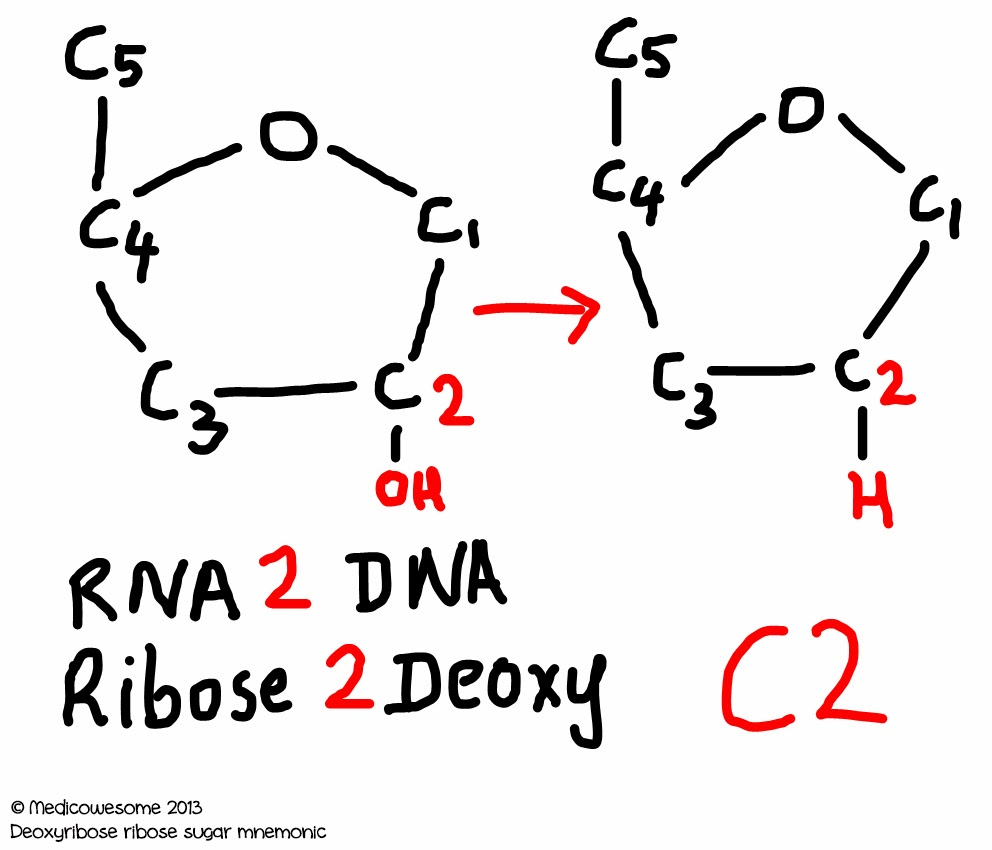 C5 C5
O O
C4 C1 C4 C1
C3 C2 C3 C2
OH H
RNA 2 DNA
Ribose 2 Deoxy C2
© Medicowesome 2013
Deoxyribose ribose sugar mnemonic